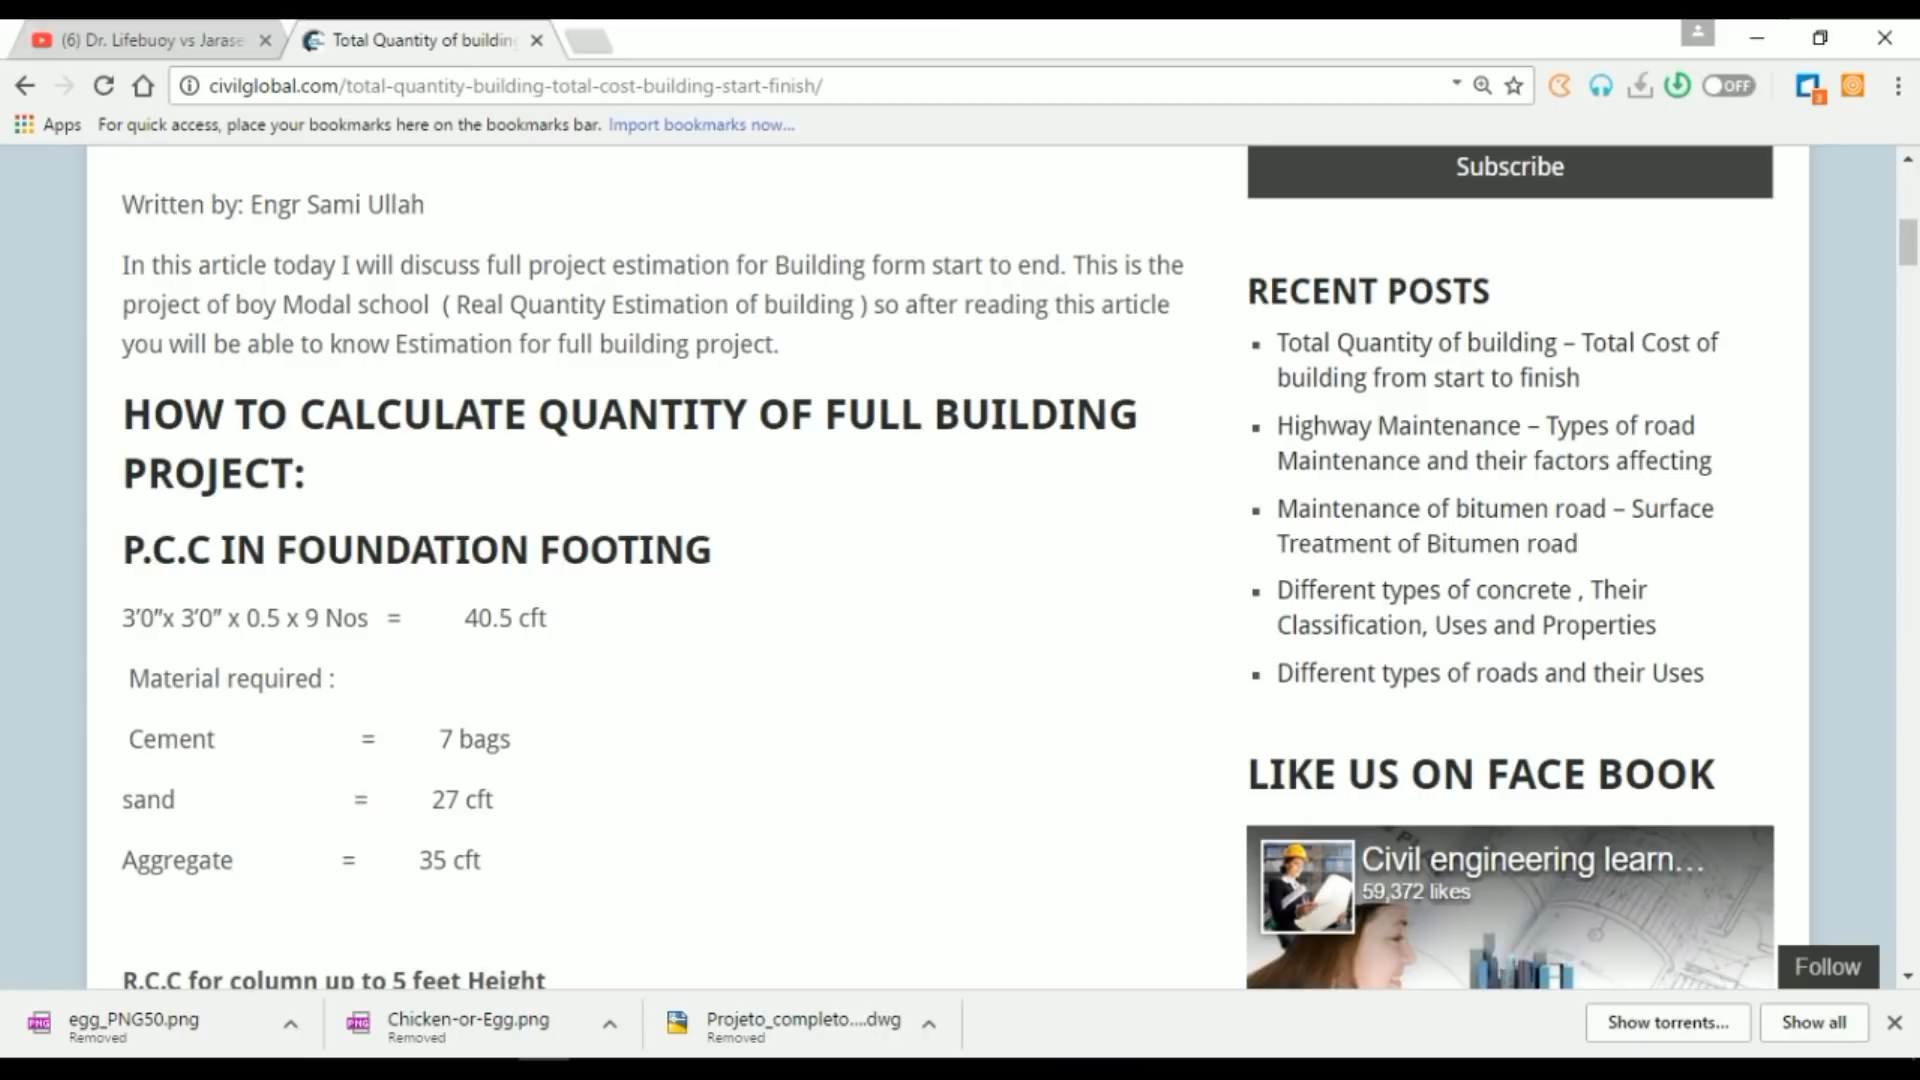 (6) Dr. Lifebuoy vs Jarase
Total Quantity of buildin
civilglobal.com/total-quantity-building-total-cost-building-start-finish/
OFF
3
Apps For quick access, place your bookmarks here on the bookmarks bar. Import bookmarks now...
Subscribe
Written by: Engr Sami Ullah
In this article today I will discuss full project estimation for Building form start to end. This is the
project of boy Modal school ( Real Quantity Estimation of building ) so after reading this article
you will be able to know Estimation for full building project.
HOW TO CALCULATE QUANTITY OF FULL BUILDING
PROJECT:
P.C.C IN FOUNDATION FOOTING
3’0”x 3’0” x 0.5 x 9 Nos = 40.5 cft
Material required :
Cement = 7 bags
sand = 27 cft
Aggregate = 35 cft
R.C.C for column up to 5 feet Height
RECENT POSTS
Total Quantity of building – Total Cost of
building from start to finish
Highway Maintenance – Types of road
Maintenance and their factors affecting
Maintenance of bitumen road – Surface
Treatment of Bitumen road
Different types of concrete , Their
Classification, Uses and Properties
Different types of roads and their Uses
LIKE US ON FACE BOOK
Civil engineering learn...
59,372 likes
Follow
PNG
egg_PNG50.png
Removed
PNG
Chicken-or-Egg.png
Removed
Projeto_completo....dwg
Removed
Show torrents...
Show all